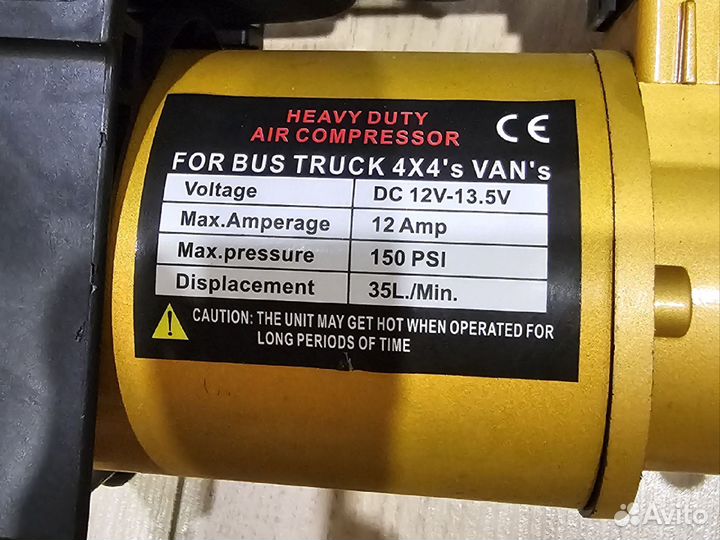 HEAVY DUTY
AIR COMPRESSOR
CE
FOR BUS TRUCK 4X4's VAN's
Voltage DC 12V-13.5V
Max.Amperage 12 Amp
Max.pressure 150 PSI
Displacement 35L./Min.
CAUTION: THE UNIT MAY GET HOT WHEN OPERATED FOR
LONG PERIODS OF TIME
Avito